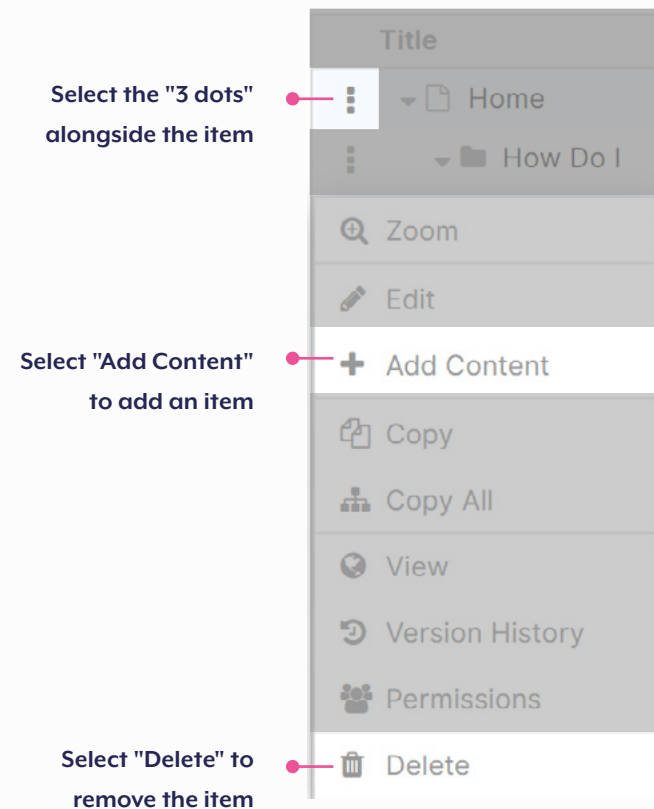 Title
Select the "3 dots"
alongside the item
Home
How Do I
Zoom
Edit
Select "Add Content"
to add an item
Add Content
Copy
Copy All
View
Version History
Permissions
Select "Delete" to
remove the item
Delete